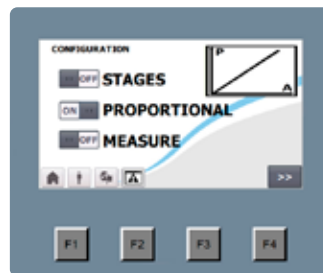 CONFIGURATION
P
OFF STAGES
ON PROPORTIONAL
A
OFF MEASURE
>>
F1 F2 F3 F4